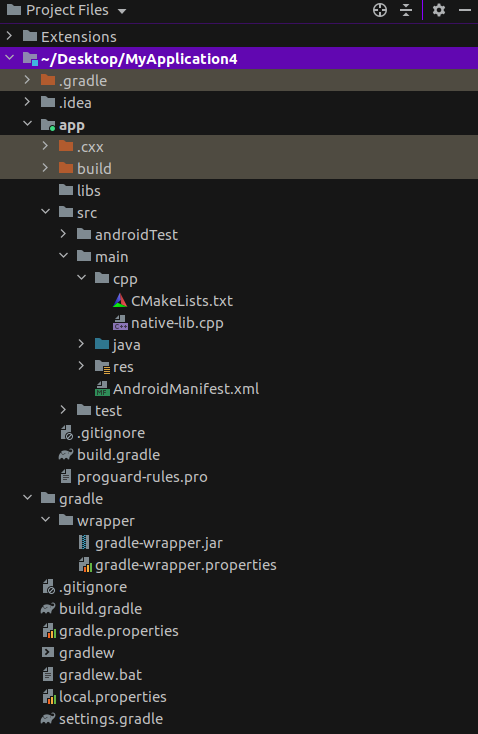 Project Files
Extensions
~/Desktop/MyApplication4
.gradle
.idea
app
.cxx
build
libs
src
androidTest
main
cpp
CMakeLists.txt
native-lib.cpp
java
res
AndroidManifest.xml
test
.gitignore
build.gradle
proguard-rules.pro
gradle
wrapper
gradle-wrapper.jar
gradle-wrapper.properties
.gitignore
build.gradle
gradle.properties
gradlew
gradlew.bat
local.properties
settings.gradle